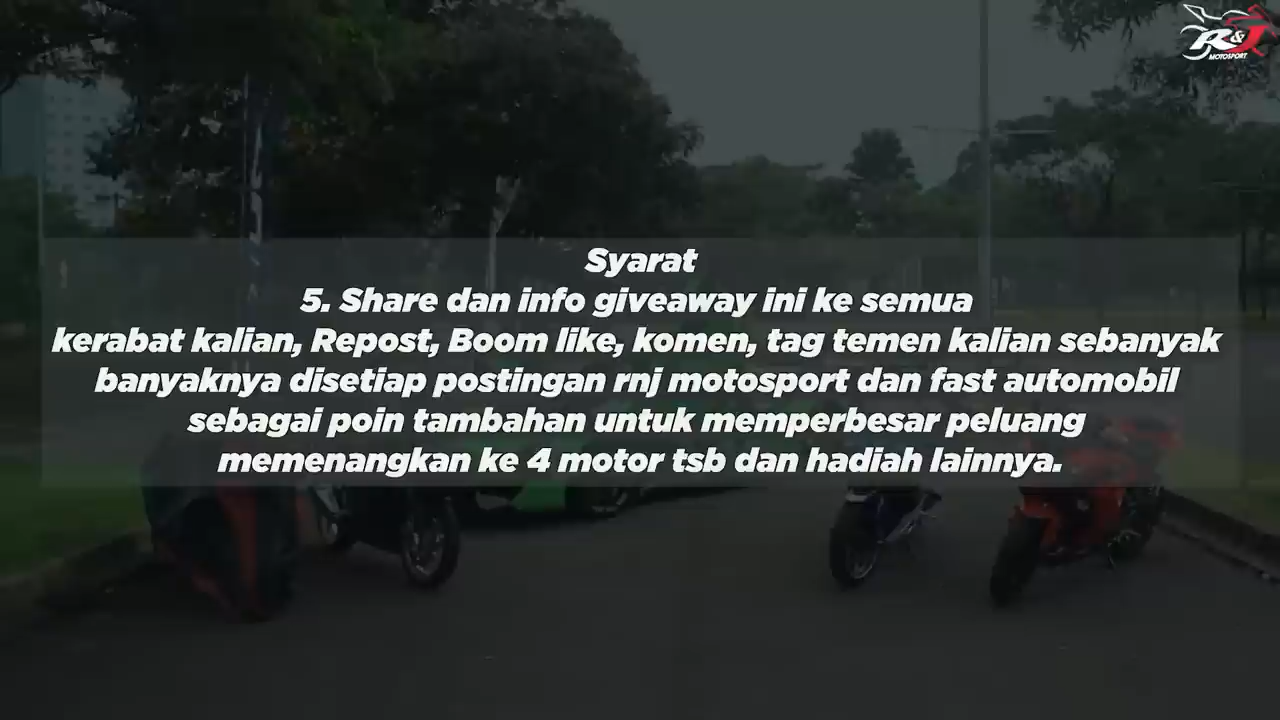 R&J
MOTOSPORT
Syarat
5. Share dan info giveaway ini ke semua
kerabat kalian, Repost, Boom like, komen, tag temen kalian sebanyak
banyaknya disetiap postingan rnj motosport dan fast automobil
sebagai poin tambahan untuk memperbesar peluang
memenangkan ke 4 motor tsb dan hadiah lainnya.